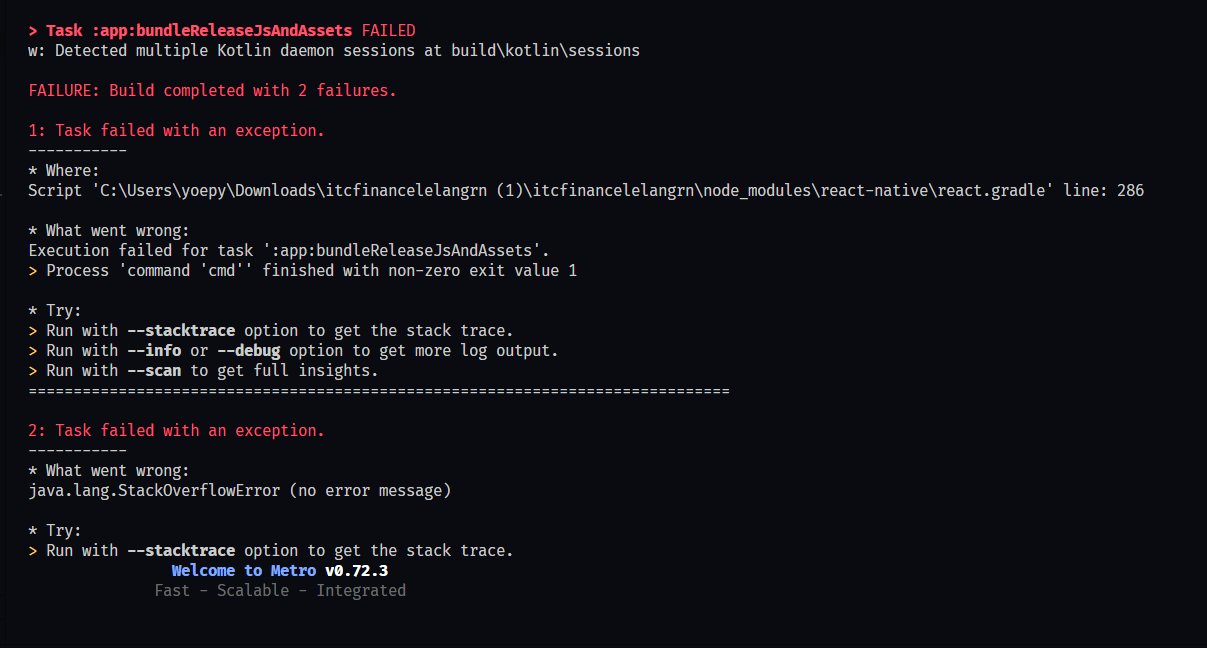 > Task :app:bundleReleaseJsAndAssets FAILED
w: Detected multiple Kotlin daemon sessions at build\kotlin\sessions
FAILURE: Build completed with 2 failures.
1: Task failed with an exception.
-----------
* Where:
Script 'C:\Users\yoepy\Downloads\itcfinancelelangrn (1)\itcfinancelelangrn\node_modules\react-native\react.gradle' line: 286
* What went wrong:
Execution failed for task ':app:bundleReleaseJsAndAssets'.
> Process 'command 'cmd'' finished with non-zero exit value 1
* Try:
> Run with --stacktrace option to get the stack trace.
> Run with --info or --debug option to get more log output.
> Run with --scan to get full insights.
==============================================================================
2: Task failed with an exception.
-----------
* What went wrong:
java.lang.StackOverflowError (no error message)
* Try:
> Run with --stacktrace option to get the stack trace.
Welcome to Metro v0.72.3
Fast - Scalable - Integrated